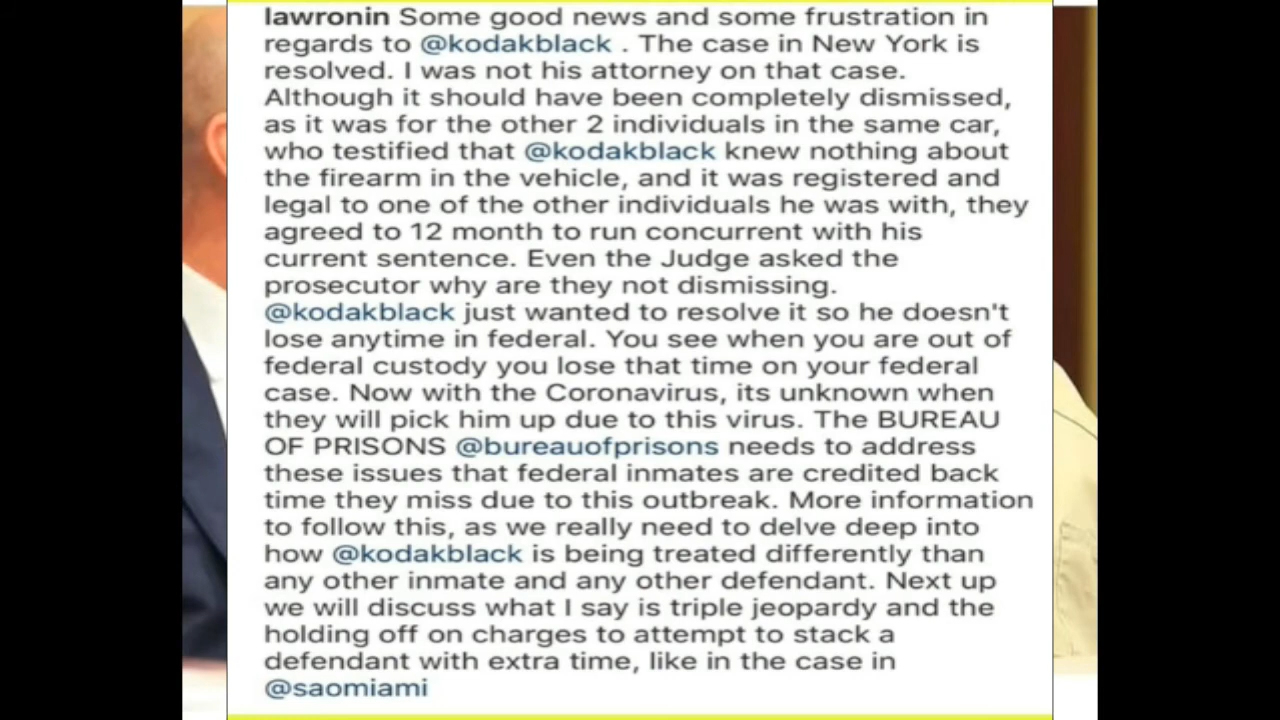 lawronin Some good news and some frustration in
regards to @kodakblack . The case in New York is
resolved. I was not his attorney on that case.
Although it should have been completely dismissed,
as it was for the other 2 individuals in the same car,
who testified that @kodakblack knew nothing about
the firearm in the vehicle, and it was registered and
legal to one of the other individuals he was with, they
agreed to 12 month to run concurrent with his
current sentence. Even the Judge asked the
prosecutor why are they not dismissing.
@kodakblack just wanted to resolve it so he doesn't
lose anytime in federal. You see when you are out of
federal custody you lose that time on your federal
case. Now with the Coronavirus, its unknown when
they will pick him up due to this virus. The BUREAU
OF PRISONS @bureauofprisons needs to address
these issues that federal inmates are credited back
time they miss due to this outbreak. More information
to follow this, as we really need to delve deep into
how @kodakblack is being treated differently than
any other inmate and any other defendant. Next up
we will discuss what I say is triple jeopardy and the
holding off on charges to attempt to stack a
defendant with extra time, like in the case in
@saomiami